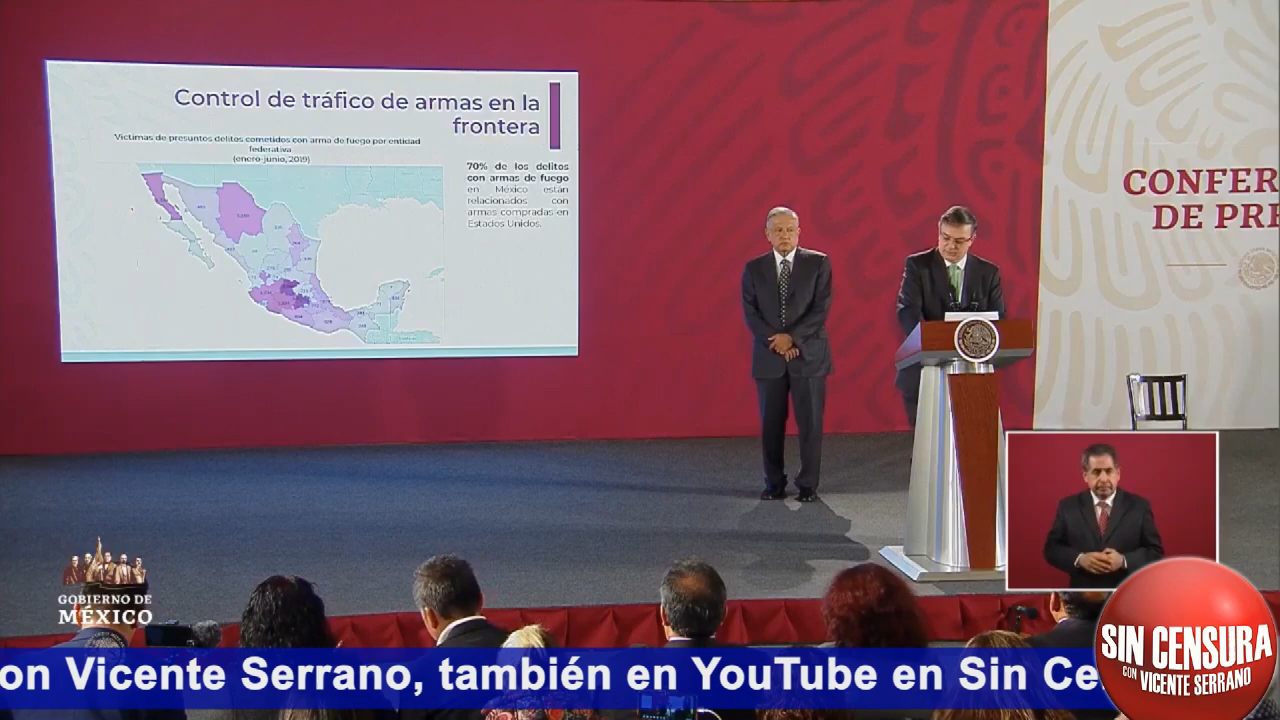 Control de tráfico de armas en la
frontera
Víctimas de presuntos delitos cometidos con arma de fuego por entidad
federativa
(enero-junio, 2019)
70% de los delitos
con armas de fuego
en México están
relacionados con
armas compradas en
Estados Unidos.
CONFER
DE PRE
GOBIERNO DE
MÉXICO
on Vicente Serrano, también en YouTube en Sin Ce
SIN CENSURA
CON
VICENTE SERRANO